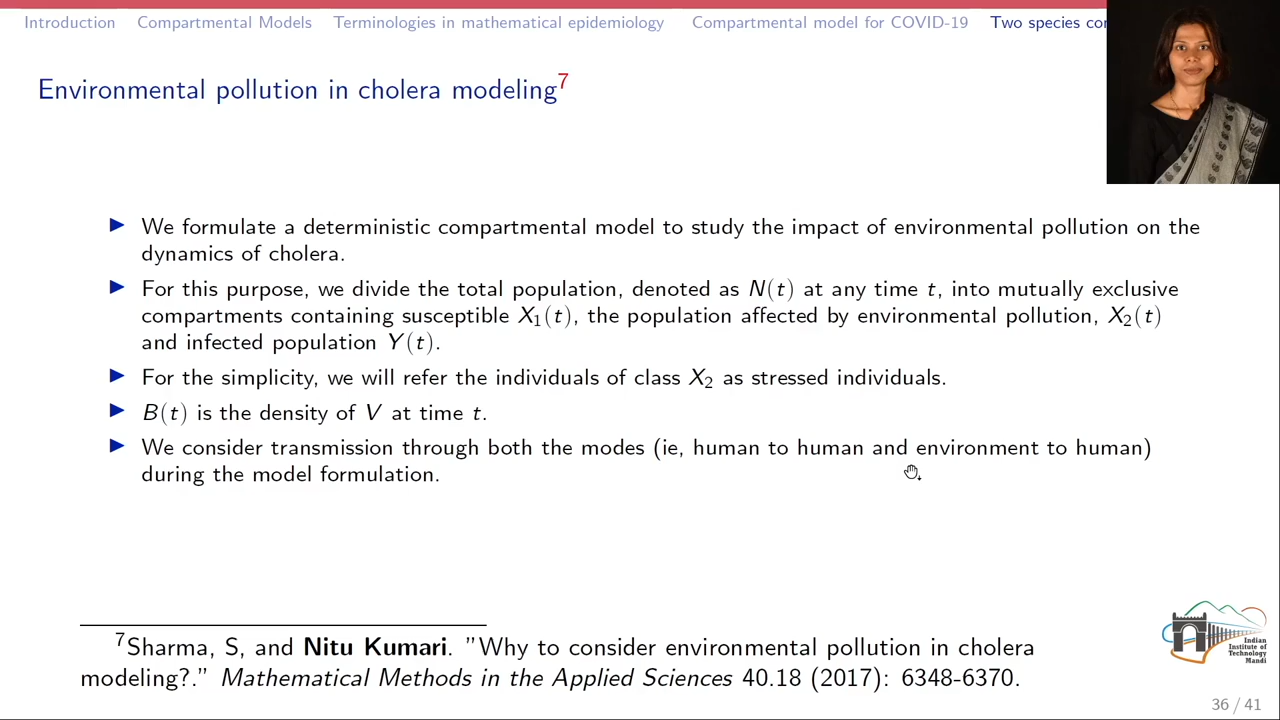 Introduction Compartmental Models Terminologies in mathematical epidemiology Compartmental model for COVID-19 Two species
Environmental pollution in cholera modeling⁷
▶ We formulate a deterministic compartmental model to study the impact of environmental pollution on the
dynamics of cholera.
▶ For this purpose, we divide the total population, denoted as N(t) at any time t, into mutually exclusive
compartments containing susceptible X₁(t), the population affected by environmental pollution, X₂(t)
and infected population Y(t).
▶ For the simplicity, we will refer the individuals of class X₂ as stressed individuals.
▶ B(t) is the density of V at time t.
▶ We consider transmission through both the modes (ie, human to human and environment to human)
during the model formulation.
⁷Sharma, S, and Nitu Kumari. "Why to consider environmental pollution in cholera
modeling?." Mathematical Methods in the Applied Sciences 40.18 (2017): 6348-6370.
Indian
Institute of
Technology
Mandi
36 / 41